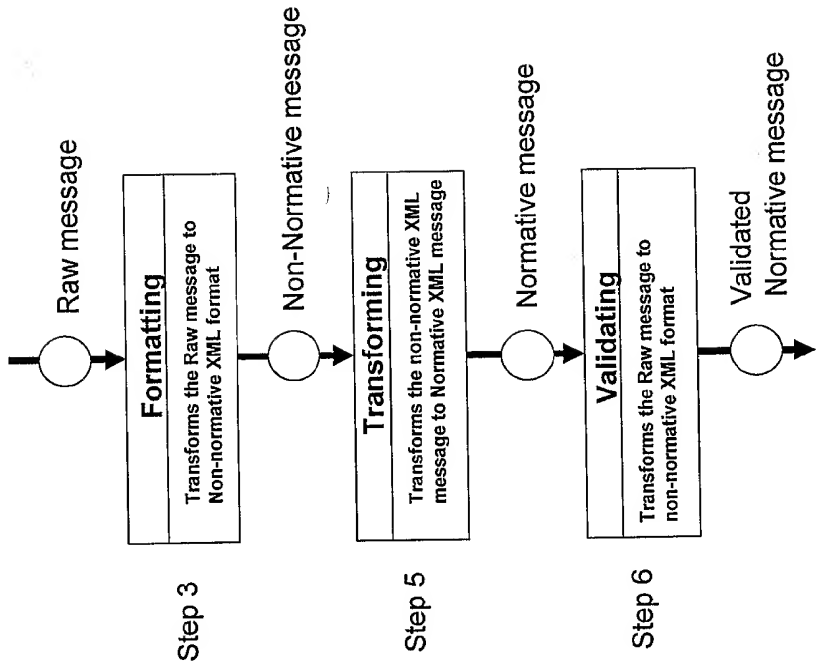 Raw message
Step 3
Formatting
Transforms the Raw message to
Non-normative XML format
Non-Normative message
Step 5
Transforming
Transforms the non-normative XML
message to Normative XML message
Normative message
Step 6
Validating
Transforms the Raw message to
non-normative XML format
Validated
Normative message